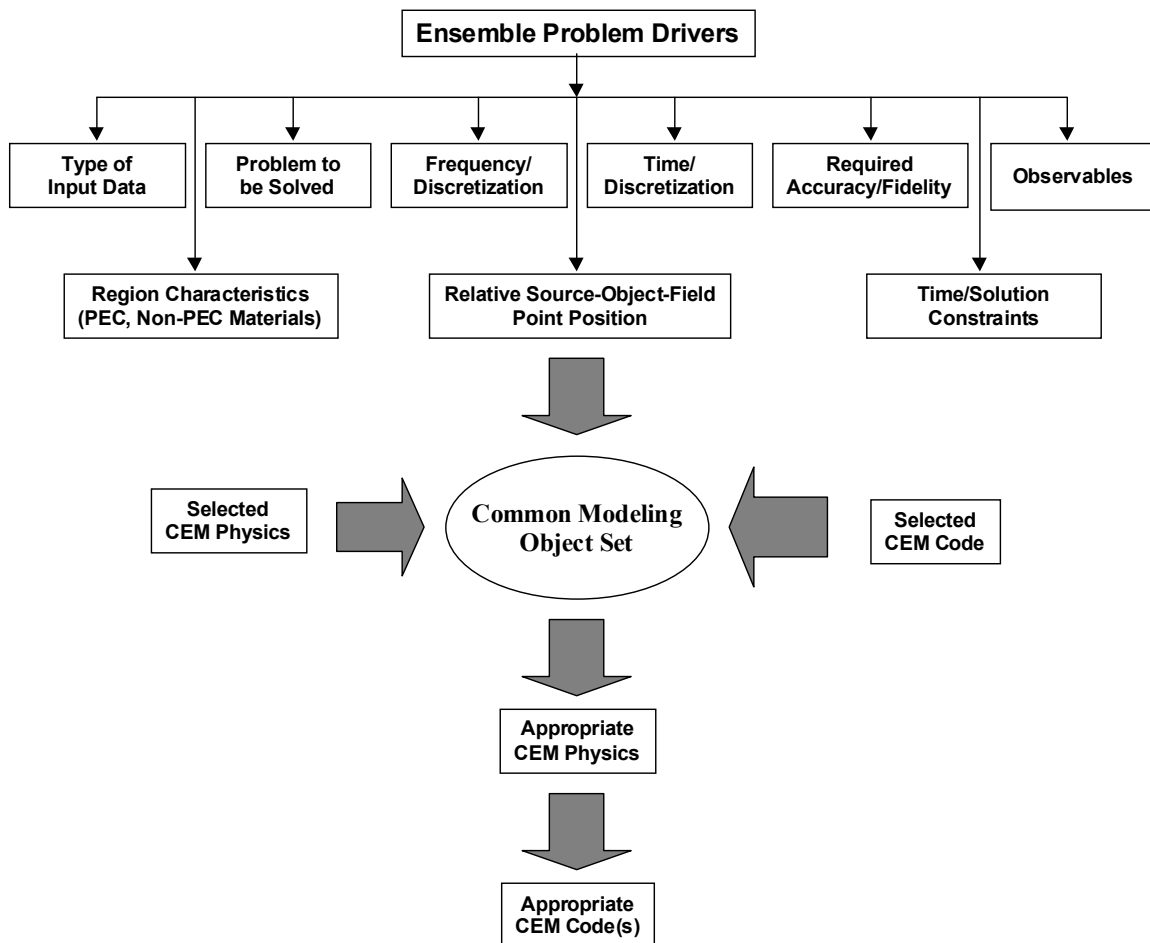 Ensemble Problem Drivers
Type of
Input Data
Problem to
be Solved
Frequency/
Discretization
Time/
Discretization
Required
Accuracy/Fidelity
Observables
Region Characteristics
(PEC, Non-PEC Materials)
Relative Source-Object-Field
Point Position
Time/Solution
Constraints
Selected
CEM Physics
Common Modeling
Object Set
Selected
CEM Code
Appropriate
CEM Physics
Appropriate
CEM Code(s)